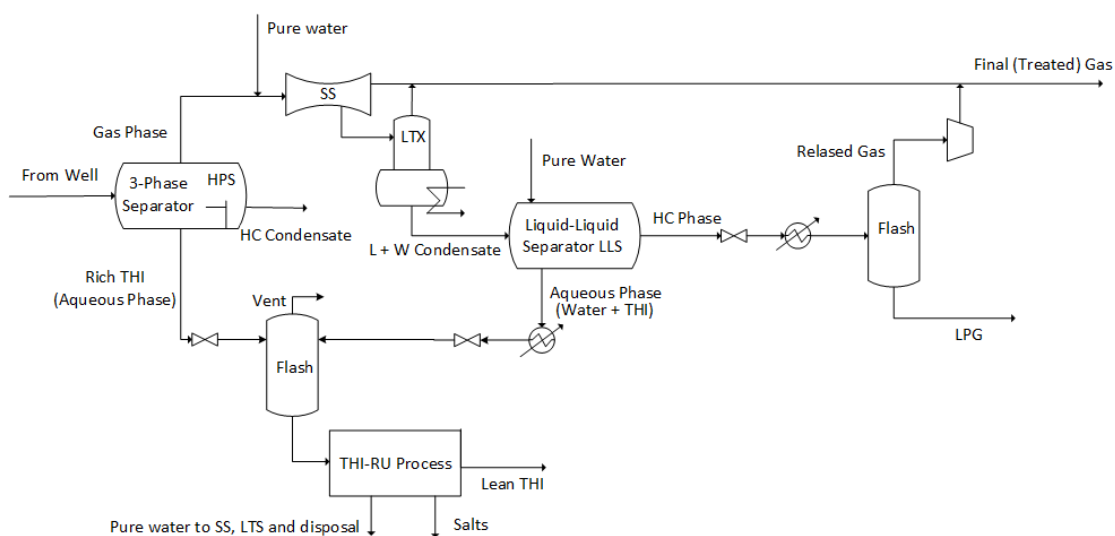 Pure water
Final (Treated) Gas
SS
Gas Phase
LTX
Relased Gas
Pure Water
From Well
3-Phase
Separator
HPS
HC Condensate
Liquid-Liquid
Separator LLS
HC Phase
Flash
L + W Condensate
Rich THI
(Aqueous Phase)
Vent
Aqueous Phase
(Water + THI)
LPG
Flash
THI-RU Process
Lean THI
Pure water to SS, LTS and disposal
Salts